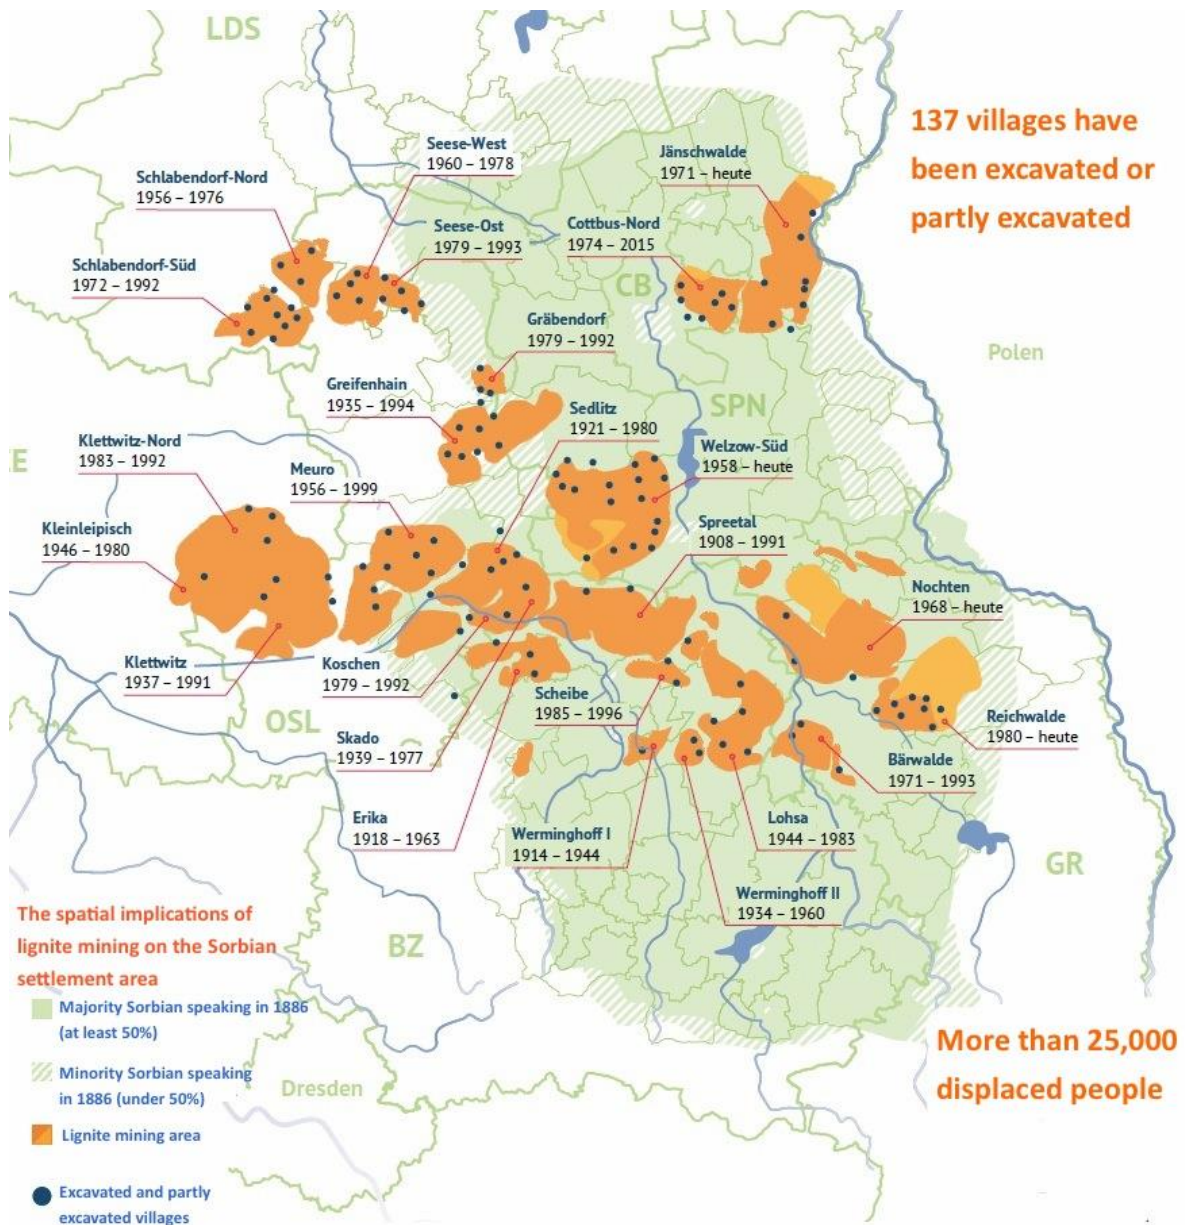 LDS
137 villages have
been excavated or
partly excavated
Seese-West
1960 – 1978
Jänschwalde
1971 – heute
Schlabendorf-Nord
1956 – 1976
Seese-Ost
1979 – 1993
Cottbus-Nord
1974 – 2015
Schlabendorf-Süd
1972 – 1992
CB
Gräbendorf
1979 – 1992
Polen
Greifenhain
1935 – 1994
Sedlitz
1921 – 1980
SPN
Klettwitz-Nord
1983 – 1992
EE
Meuro
1956 – 1999
Welzow-Süd
1958 – heute
Kleinleipisch
1946 – 1980
Spreetal
1908 – 1991
Nochten
1968 – heute
Klettwitz
1937 – 1991
Koschen
1979 – 1992
Scheibe
1985 – 1996
OSL
Reichwalde
1980 – heute
Skado
1939 – 1977
Bärwalde
1971 – 1993
Erika
1918 – 1963
Werminghoff I
1914 – 1944
Lohsa
1944 – 1983
GR
Werminghoff II
1934 – 1960
BZ
The spatial implications of
lignite mining on the Sorbian
settlement area
Majority Sorbian speaking in 1886
(at least 50%)
Minority Sorbian speaking
in 1886 (under 50%)
Lignite mining area
Excavated and partly
excavated villages
Dresden
More than 25,000
displaced people